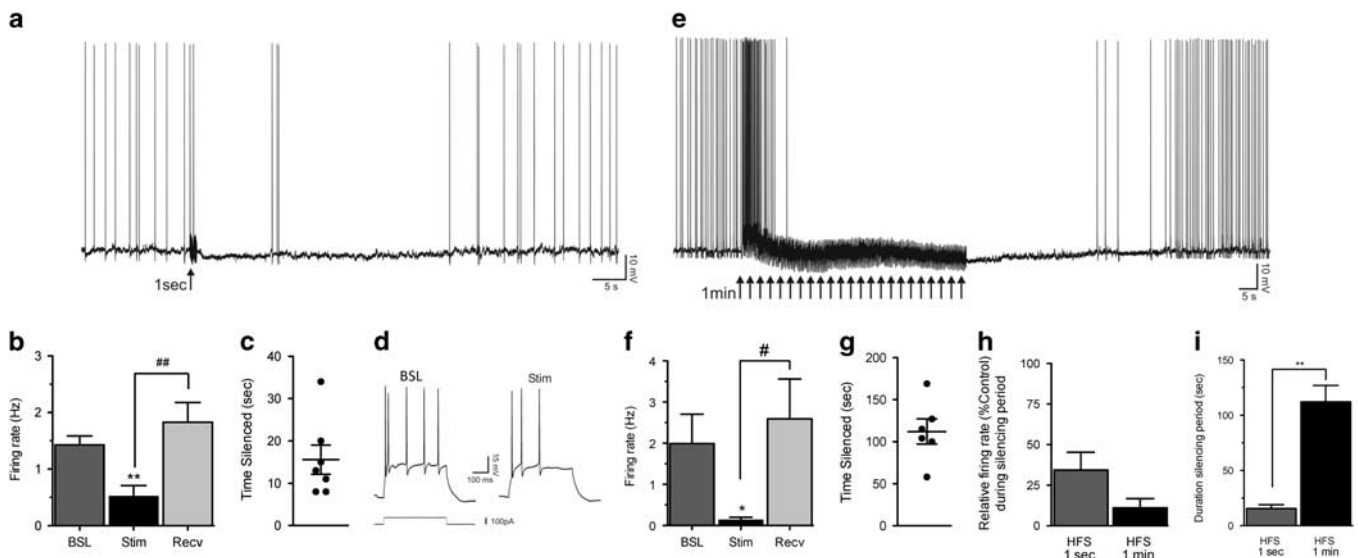 a
1sec
10 mV
5 s
e
1min
10 mV
5 s
b
Firing rate (Hz)
3
2
1
0
##
**
BSL
Stim
Recv
c
Time Silenced (sec)
40
30
20
10
0
d
BSL
Stim
15 mV
100 ms
100pA
f
Firing rate (Hz)
4
3
2
1
0
#
*
BSL
Stim
Recv
g
Time Silenced (sec)
200
150
100
50
0
h
Relative firing rate (%Control)
during silencing period
100
75
50
25
0
HFS
1 sec
HFS
1 min
i
Duration silencing period (sec)
150
100
50
0
**
HFS
1 sec
HFS
1 min